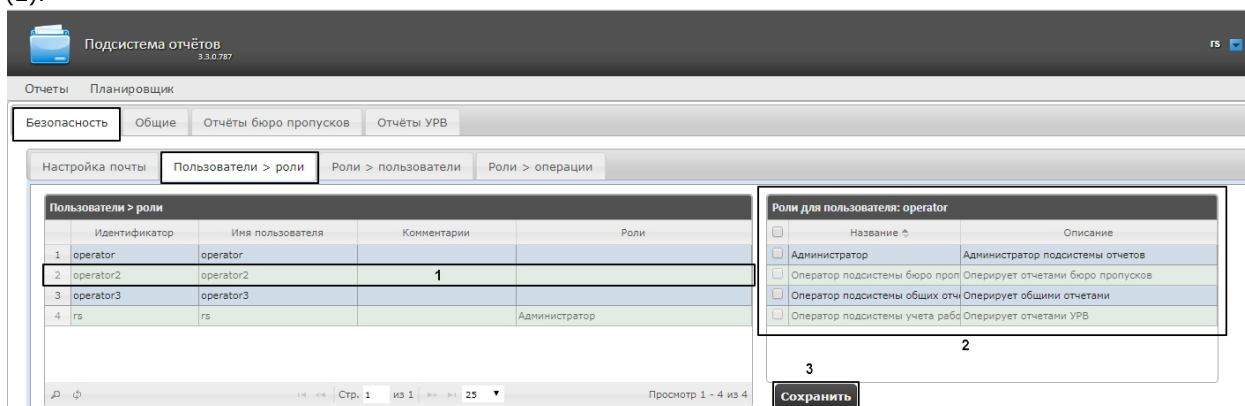 Подсистема отчётов
3.3.0.787
rs
Отчеты Планировщик
Безопасность Общие Отчёты бюро пропусков Отчёты УРВ
Настройка почты Пользователи > роли Роли > пользователи Роли > операции
Пользователи > роли
Идентификатор Имя пользователя Комментарии Роли
1 operator operator
2 operator2 operator2 1
3 operator3 operator3
4 rs rs Администратор
Стр. 1 из 1 25 Просмотр 1 - 4 из 4
Роли для пользователя: operator
Название Описание
Администратор Администратор подсистемы отчетов
Оператор подсистемы бюро проп Оперирует отчетами бюро пропусков
Оператор подсистемы общих отч Оперирует общими отчетами
Оператор подсистемы учета рабо Оперирует отчетами УРВ
2
3
Сохранить